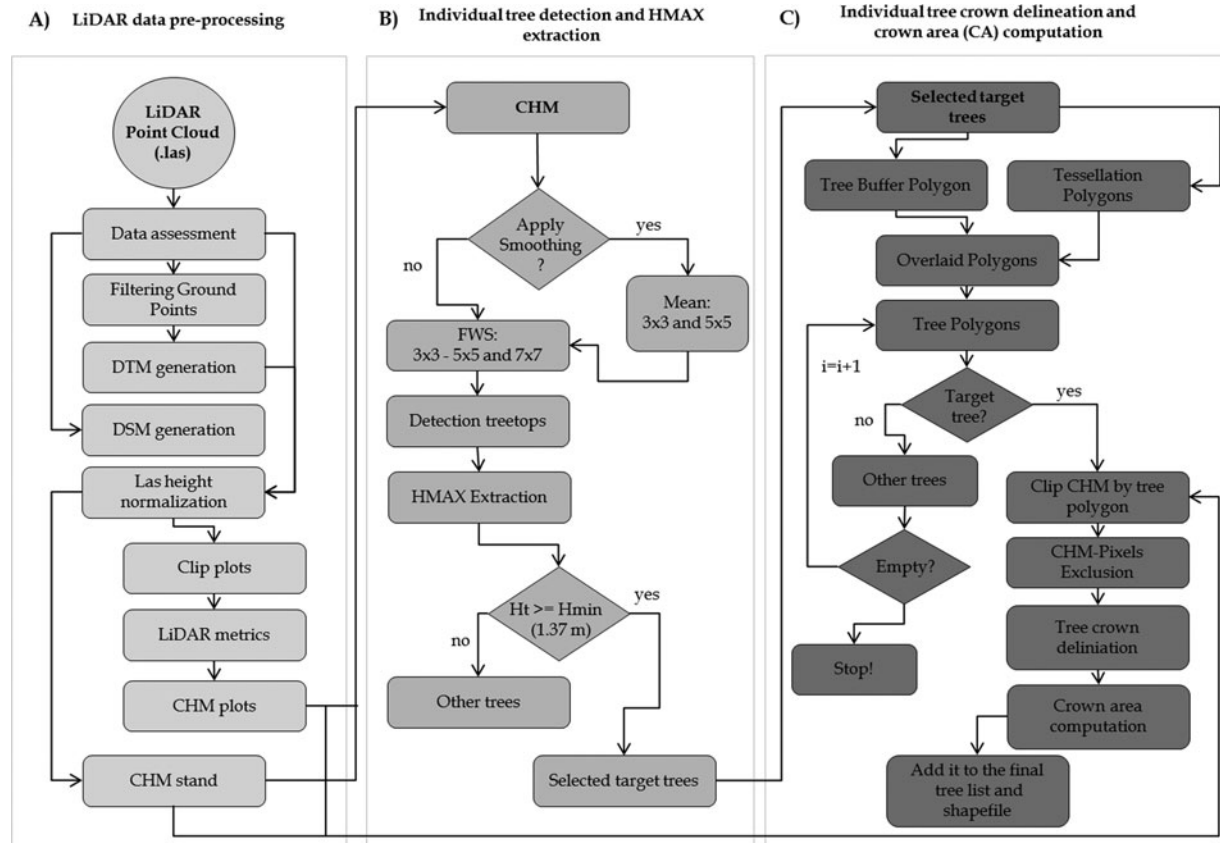 A)
LiDAR data pre-processing
LiDAR
Point Cloud
(.las)
Data assessment
Filtering Ground
Points
DTM generation
DSM generation
Las height
normalization
Clip plots
LiDAR metrics
CHM plots
CHM stand
B)
Individual tree detection and HMAX
extraction
CHM
Apply
Smoothing
?
yes
no
Mean:
3x3 and 5x5
FWS:
3x3 - 5x5 and 7x7
Detection treetops
HMAX Extraction
Ht >= Hmin
(1.37 m)
yes
no
Other trees
Selected target trees
C)
Individual tree crown delineation and
crown area (CA) computation
Selected target
trees
Tree Buffer Polygon
Tessellation
Polygons
Overlaid Polygons
Tree Polygons
i=i+1
Target
tree?
yes
no
Other trees
Clip CHM by tree
polygon
Empty?
CHM-Pixels
Exclusion
Stop!
Tree crown
deliniation
Crown area
computation
Add it to the final
tree list and
shapefile